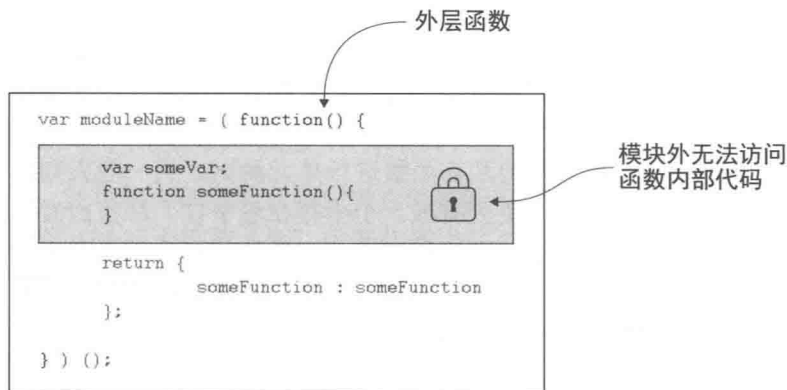 外层函数
var moduleName = ( function() {
var someVar;
function someFunction(){
}
模块外无法访问
函数内部代码
return {
someFunction : someFunction
};
} ) ();